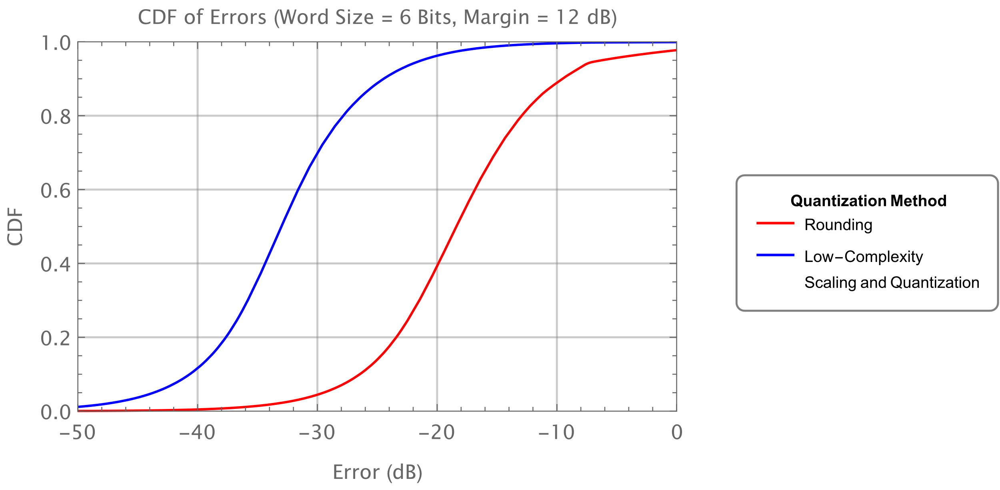 CDF of Errors (Word Size = 6 Bits, Margin = 12 dB)
1.0
0.8
0.6
0.4
0.2
0.0
CDF
−50 −40 −30 −20 −10 0
Error (dB)
Quantization Method
Rounding
Low−Complexity
Scaling and Quantization